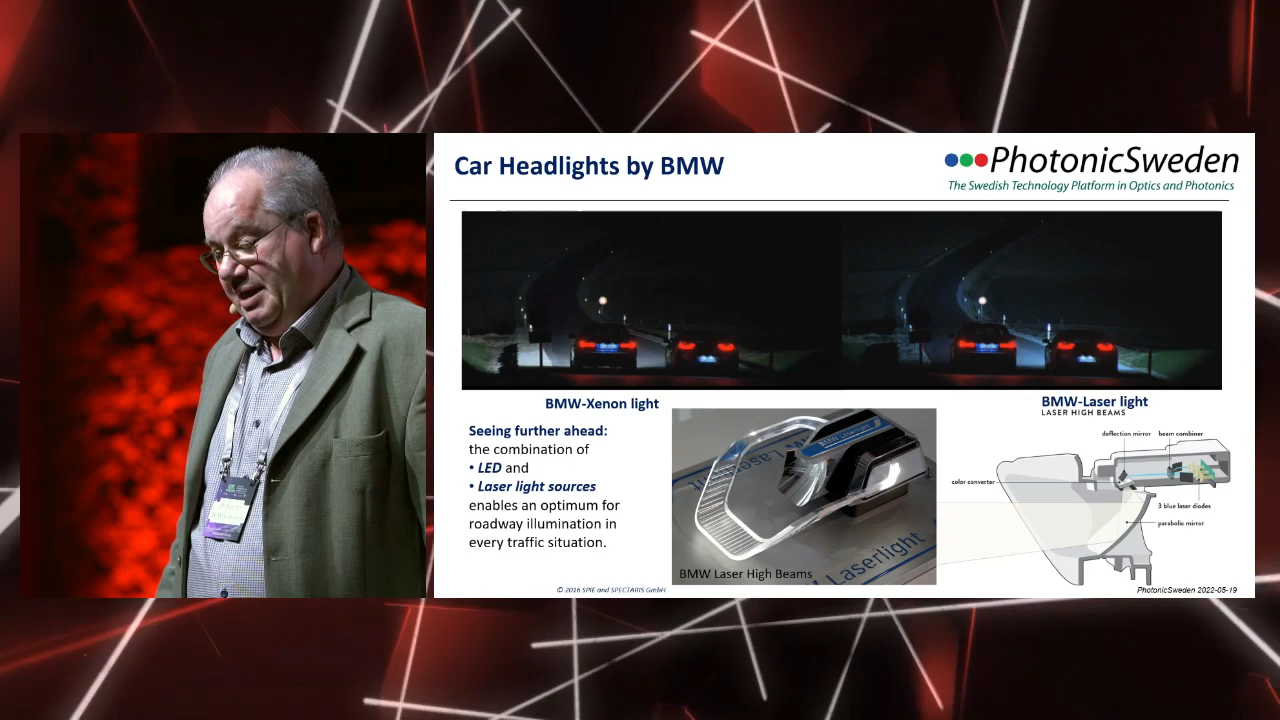 Car Headlights by BMW
PhotonicSweden
The Swedish Technology Platform in Optics and Photonics
BMW-Xenon light
BMW-Laser light
LASER HIGH BEAMS
Seeing further ahead:
the combination of
• LED and
• Laser light sources
enables an optimum for
roadway illumination in
every traffic situation.
Laserlight
BMW Laser High Beams
deflection mirror
beam combiner
color converter
3 blue laser diodes
parabolic mirror
© 2016 SPIE and SPECTARIS GmbH
PhotonicSweden 2022-05-19